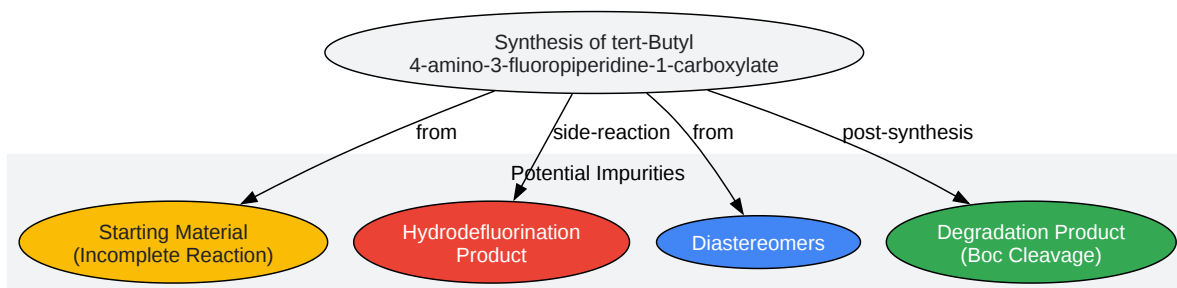 Synthesis of tert-Butyl
4-amino-3-fluoropiperidine-1-carboxylate
from
side-reaction
from
post-synthesis
Potential Impurities
Starting Material
(Incomplete Reaction)
Hydrodefluorination
Product
Diastereomers
Degradation Product
(Boc Cleavage)